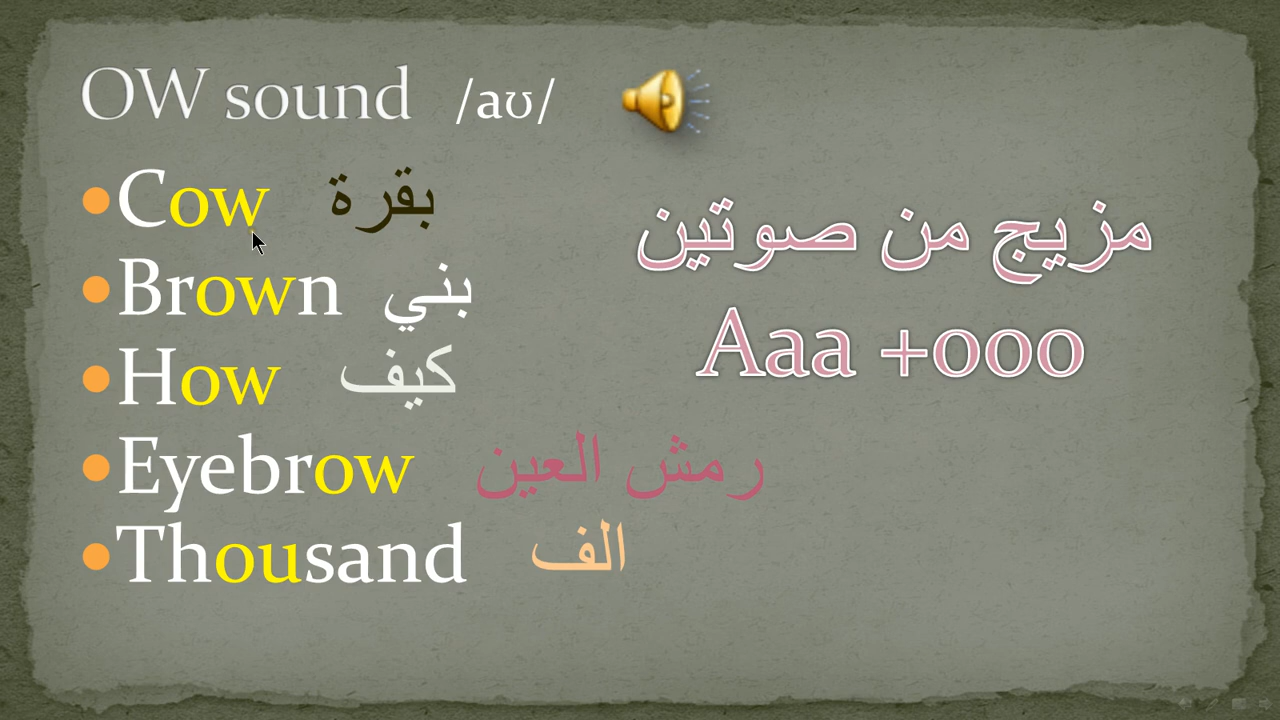 OW sound /aʊ/
Cow بقرة
Brown بني
How كيف
Eyebrow رمش العين
Thousand الف
مزيج من صوتين
Aaa +ooo